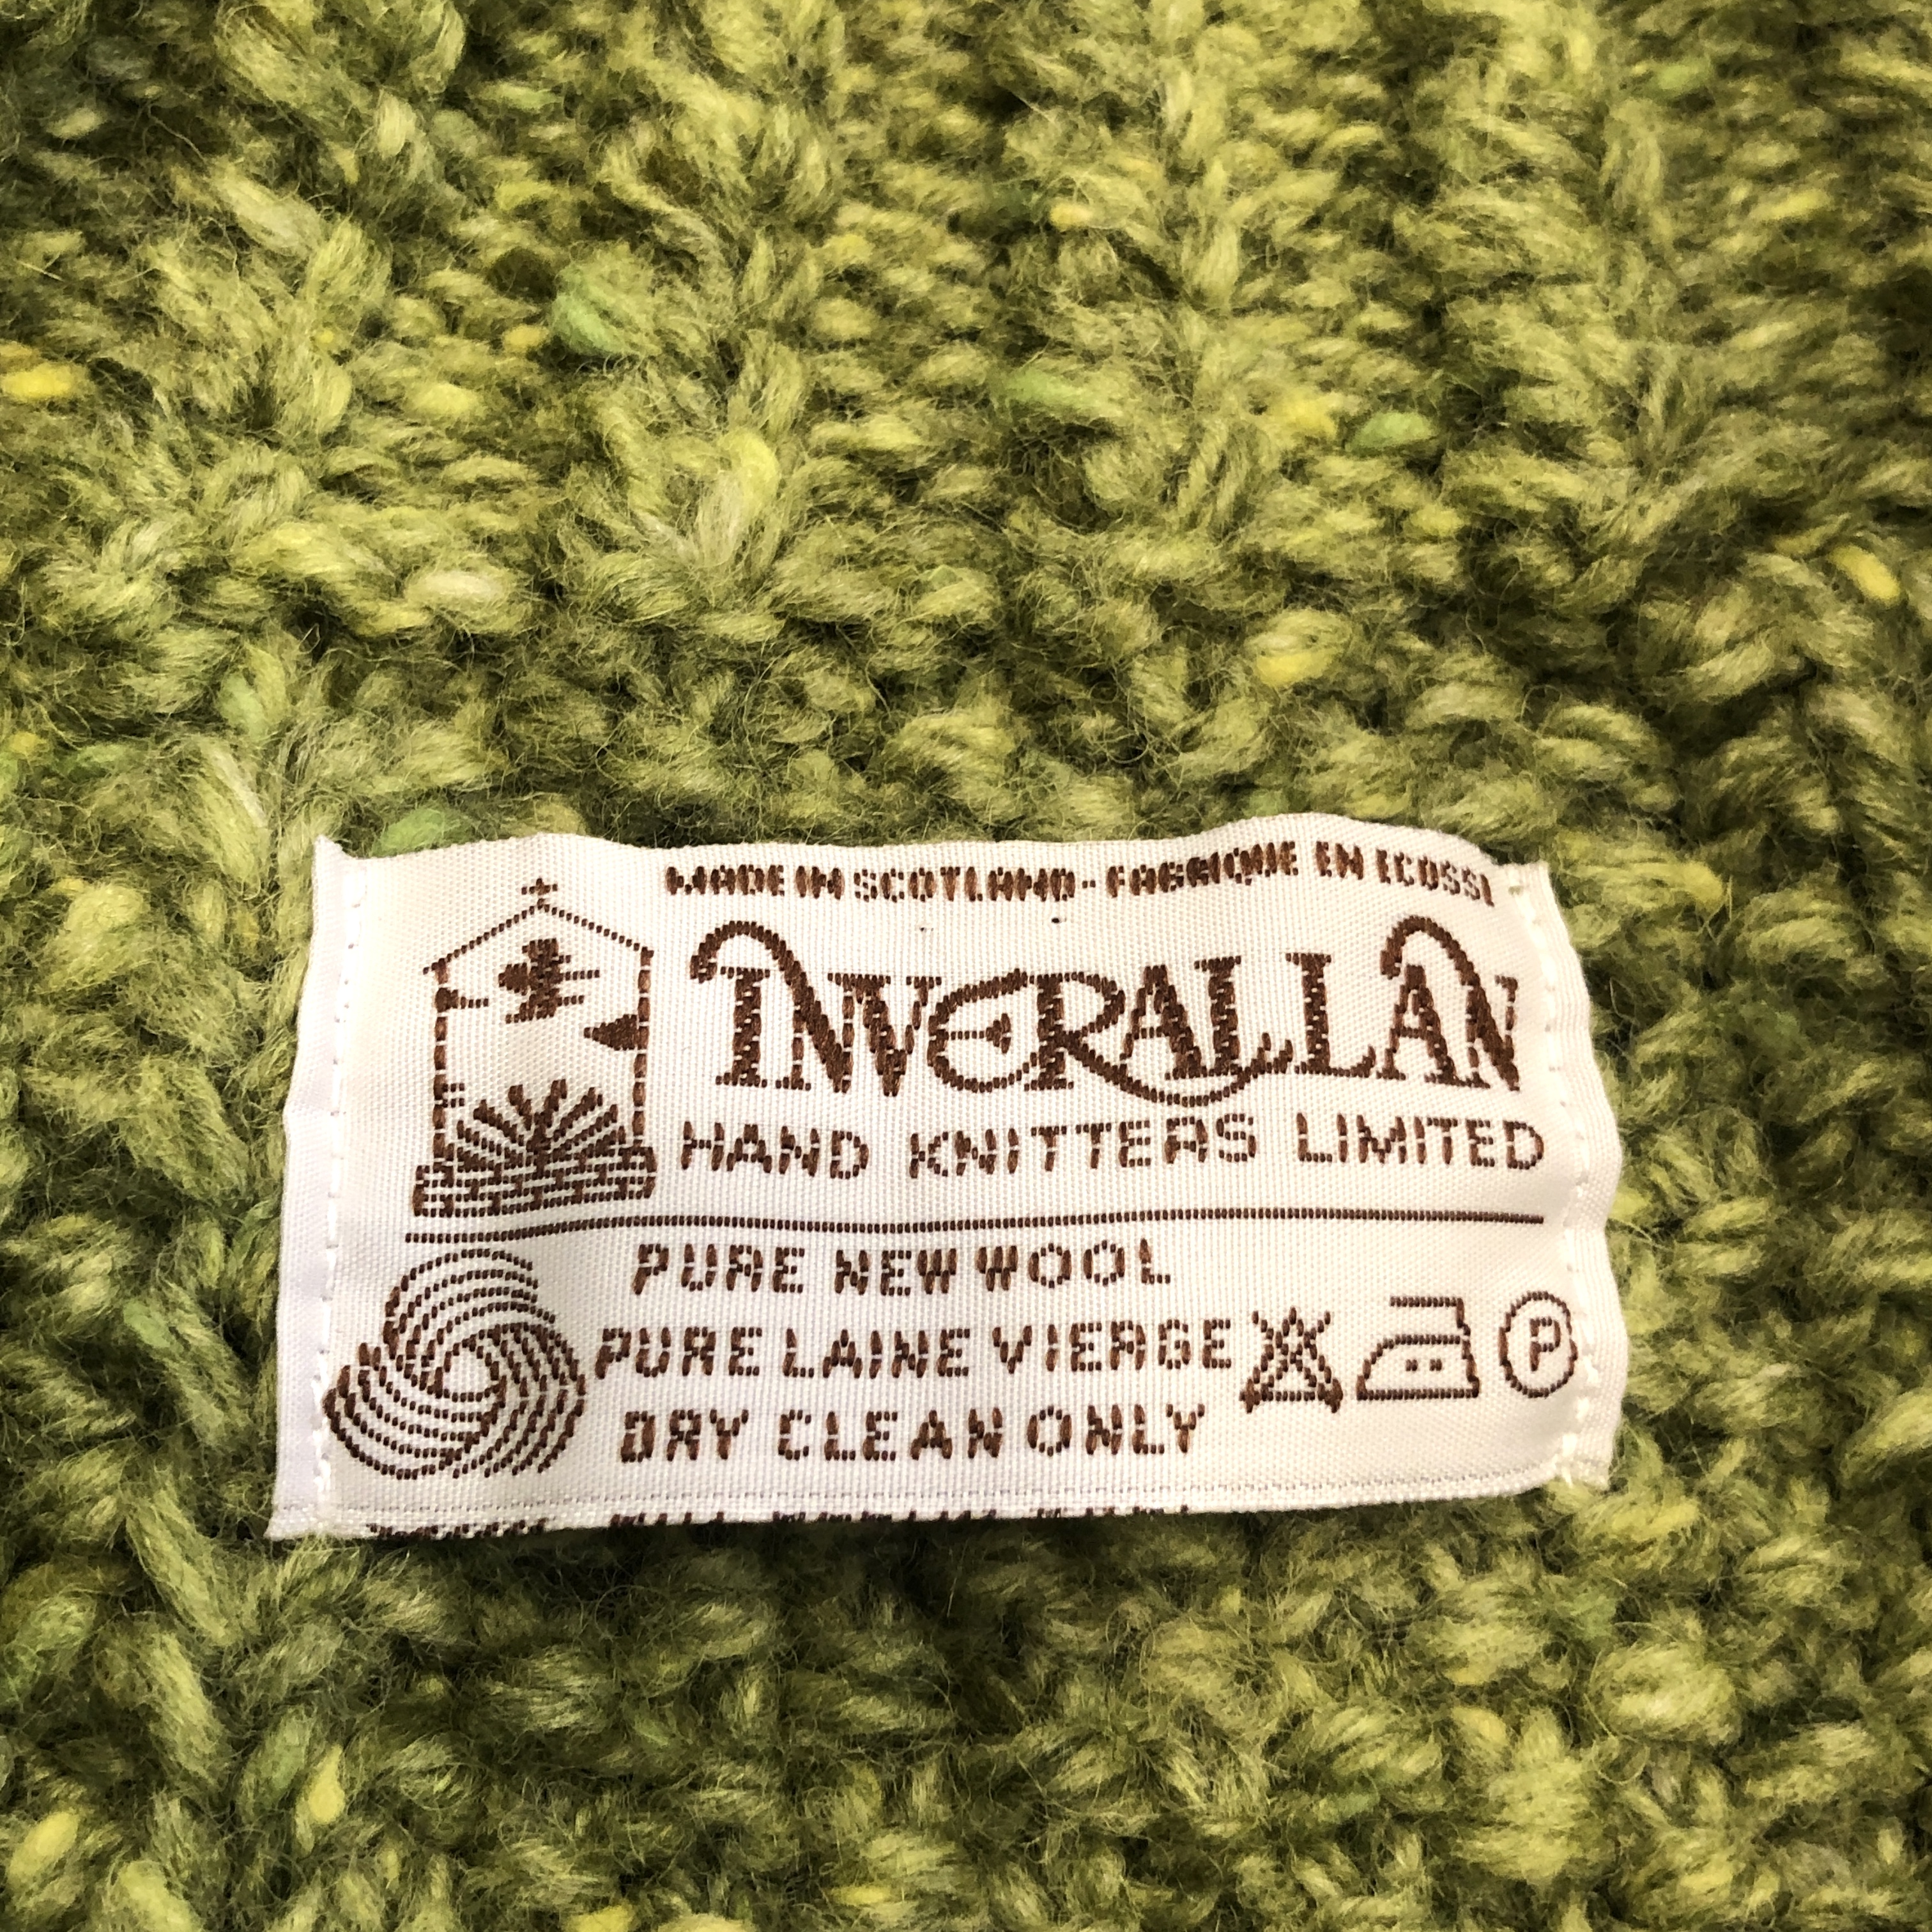 MADE IN SCOTLAND - FABRIQUE EN ECOSSE
INVERALLAN
HAND KNITTERS LIMITED
PURE NEW WOOL
PURE LAINE VIERGE
DRY CLEAN ONLY
P